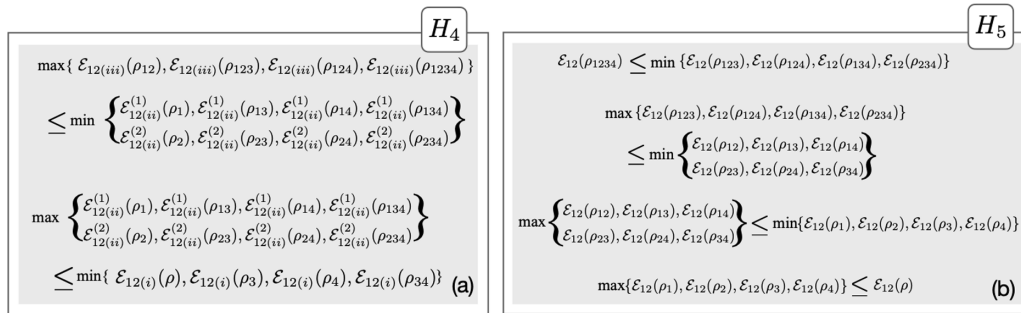 H₄
max{ ℰ₁₂₍ᵢᵢᵢ₎(ρ₁₂), ℰ₁₂₍ᵢᵢᵢ₎(ρ₁₂₃), ℰ₁₂₍ᵢᵢᵢ₎(ρ₁₂₄), ℰ₁₂₍ᵢᵢᵢ₎(ρ₁₂₃₄) }
≤ min { ℰ⁽¹⁾₁₂₍ᵢᵢ₎(ρ₁), ℰ⁽¹⁾₁₂₍ᵢᵢ₎(ρ₁₃), ℰ⁽¹⁾₁₂₍ᵢᵢ₎(ρ₁₄), ℰ⁽¹⁾₁₂₍ᵢᵢ₎(ρ₁₃₄)
ℰ⁽²⁾₁₂₍ᵢᵢ₎(ρ₂), ℰ⁽²⁾₁₂₍ᵢᵢ₎(ρ₂₃), ℰ⁽²⁾₁₂₍ᵢᵢ₎(ρ₂₄), ℰ⁽²⁾₁₂₍ᵢᵢ₎(ρ₂₃₄) }
max { ℰ⁽¹⁾₁₂₍ᵢᵢ₎(ρ₁), ℰ⁽¹⁾₁₂₍ᵢᵢ₎(ρ₁₃), ℰ⁽¹⁾₁₂₍ᵢᵢ₎(ρ₁₄), ℰ⁽¹⁾₁₂₍ᵢᵢ₎(ρ₁₃₄)
ℰ⁽²⁾₁₂₍ᵢᵢ₎(ρ₂), ℰ⁽²⁾₁₂₍ᵢᵢ₎(ρ₂₃), ℰ⁽²⁾₁₂₍ᵢᵢ₎(ρ₂₄), ℰ⁽²⁾₁₂₍ᵢᵢ₎(ρ₂₃₄) }
≤ min{ ℰ₁₂₍ᵢ₎(ρ), ℰ₁₂₍ᵢ₎(ρ₃), ℰ₁₂₍ᵢ₎(ρ₄), ℰ₁₂₍ᵢ₎(ρ₃₄)}
(a)
H₅
ℰ₁₂(ρ₁₂₃₄) ≤ min {ℰ₁₂(ρ₁₂₃), ℰ₁₂(ρ₁₂₄), ℰ₁₂(ρ₁₃₄), ℰ₁₂(ρ₂₃₄)}
max {ℰ₁₂(ρ₁₂₃), ℰ₁₂(ρ₁₂₄), ℰ₁₂(ρ₁₃₄), ℰ₁₂(ρ₂₃₄)}
≤ min { ℰ₁₂(ρ₁₂), ℰ₁₂(ρ₁₃), ℰ₁₂(ρ₁₄)
ℰ₁₂(ρ₂₃), ℰ₁₂(ρ₂₄), ℰ₁₂(ρ₃₄) }
max { ℰ₁₂(ρ₁₂), ℰ₁₂(ρ₁₃), ℰ₁₂(ρ₁₄)
ℰ₁₂(ρ₂₃), ℰ₁₂(ρ₂₄), ℰ₁₂(ρ₃₄) } ≤ min{ℰ₁₂(ρ₁), ℰ₁₂(ρ₂), ℰ₁₂(ρ₃), ℰ₁₂(ρ₄)}
max{ℰ₁₂(ρ₁), ℰ₁₂(ρ₂), ℰ₁₂(ρ₃), ℰ₁₂(ρ₄)} ≤ ℰ₁₂(ρ)
(b)